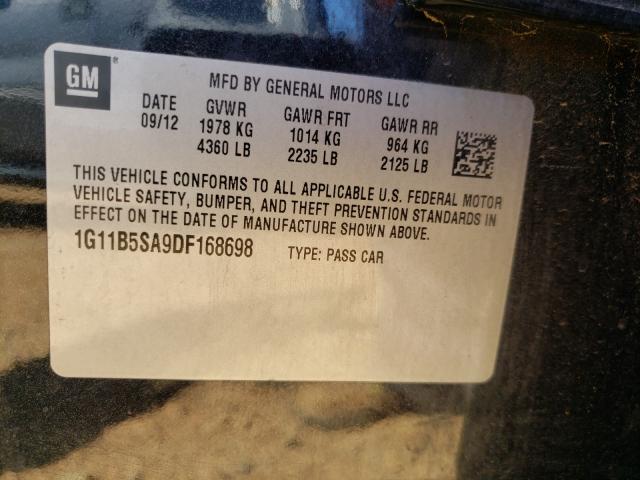 GM®
MFD BY GENERAL MOTORS LLC
DATE GVWR GAWR FRT GAWR RR
09/12 1978 KG 1014 KG 964 KG
4360 LB 2235 LB 2125 LB
THIS VEHICLE CONFORMS TO ALL APPLICABLE U.S. FEDERAL MOTOR
VEHICLE SAFETY, BUMPER, AND THEFT PREVENTION STANDARDS IN
EFFECT ON THE DATE OF MANUFACTURE SHOWN ABOVE.
1G11B5SA9DF168698 TYPE: PASS CAR